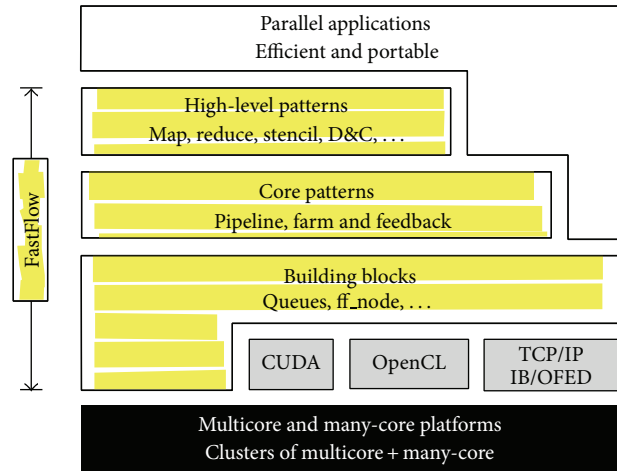 Parallel applications
Efficient and portable
High-level patterns
Map, reduce, stencil, D&C, ...
Core patterns
Pipeline, farm and feedback
FastFlow
Building blocks
Queues, ff_node, ...
CUDA
OpenCL
TCP/IP
IB/OFED
Multicore and many-core platforms
Clusters of multicore + many-core